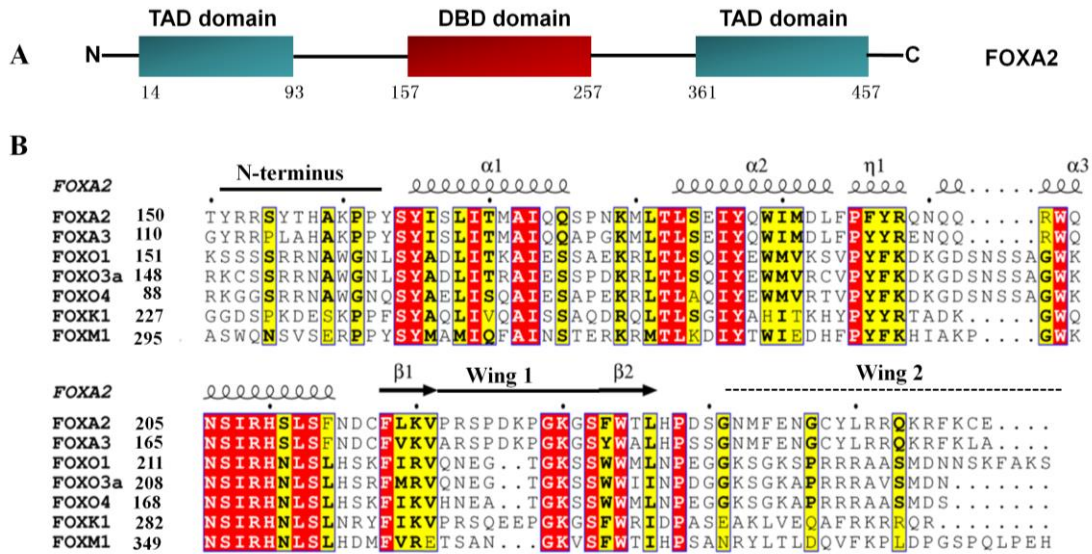 A
TAD domain DBD domain TAD domain
N C FOXA2
14 93 157 257 361 457
B
FOXA2 N-terminus α1 α2 η1 α3
FOXA2 150 TYRRSYTHAKPPYSYISLITMAIQQSPNKMLTLSEIYQWIMDLFPFYRQNQQ.....RWQ
FOXA3 110 GYRRPLAHAKPPYSYISLITMAIQQAPGKMLTLSEIYQWIMDLFPYYRENQQ.....RWQ
FOXO1 151 KSSSSRRNAWGNLSYADLITKAIESSAEKRLTLSQIYEWMVKSVPYFKDKGDSNSSAGWK
FOXO3a 148 RKCSSRRNAWGNLSYADLITRAIESSPDKRLTLSQIYEWMVRCVPYFKDKGDSNSSAGWK
FOXO4 88 RKGGSRRNAWGNQSYAELISQAIESAPEKRLTLAQIYEWMVRTVPYFKDKGDSNSSAGWK
FOXK1 227 GGDSPKDESKPPFSYAQLIVQAISSAQDRQLTLSGIYAHITKHYPYYRTADK.....GWQ
FOXM1 295 ASWQNSVSERPPYSYMAMIQFAINSTERKRMTLKDIYTWIEDHFPYFKHIAKP....GWK
FOXA2 β1 Wing 1 β2 Wing 2
FOXA2 205 NSIRHSLSFNDCFLKVPRSPDKPGKGSFWTLHPDSGNMFENGCYLRRQKRFKCE....
FOXA3 165 NSIRHNLSFNDCFVKVARSPDKPGKGSYWALHPSSGNMFENGCYLRRQKRFKLA....
FOXO1 211 NSIRHNLSLHSKFIRVQNEG..TGKSSWWMLNPEGGKSGKSPRRRAASMDNNSKFAKS
FOXO3a 208 NSIRHNLSLHSRFMRVQNEG..TGKSSWWIINPDGGKSGKAPRRRAVSMDN.......
FOXO4 168 NSIRHNLSLHSKFIKVHNEA..TGKSSWWMLNPEGGKSGKAPRRRAASMDS.......
FOXK1 282 NSIRHNLSLNRYFIKVPRSQEEPGKGSFWRIDPASEAKLVEQAFRKRRQR........
FOXM1 349 NSIRHNLSLHDMFVRETSAN...GKVSFWTIHPSANRYLTLDQVFKPLDPGSPQLPEH